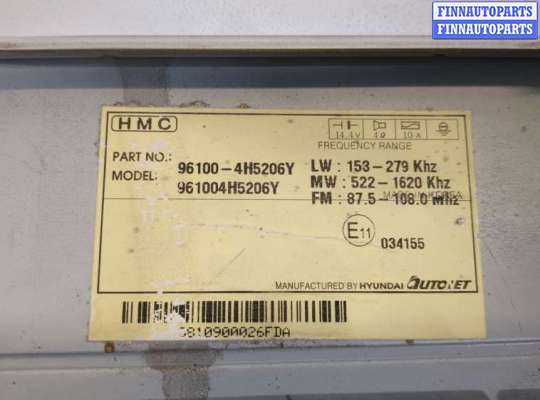 FINNAUTOPARTS
FINNAUTOPARTS
HMC
14.4V 4Ω 10A
FREQUENCY RANGE
PART NO.: 96100-4H5206Y LW : 153-279 Khz
MODEL: 961004H5206Y MW : 522-1620 Khz
FM : 87.5-108.0 mhz
E11 034155
MANUFACTURED BY HYUNDAI AUTONET
5810900026FDA